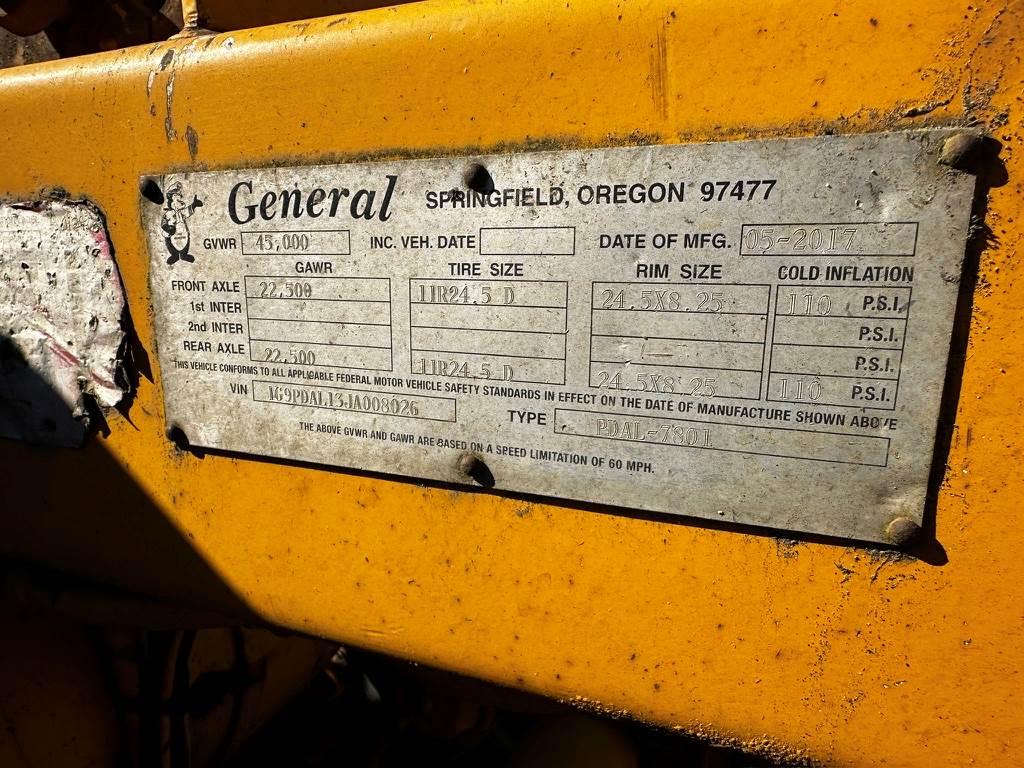 General SPRINGFIELD, OREGON 97477
GVWR 45,000 INC. VEH. DATE DATE OF MFG. 05-2017
GAWR TIRE SIZE RIM SIZE COLD INFLATION
FRONT AXLE 22,500 11R24.5 D 24.5X8.25 110 P.S.I.
1st INTER P.S.I.
2nd INTER P.S.I.
REAR AXLE 22,500 11R24.5 D 24.5X8.25 110 P.S.I.
THIS VEHICLE CONFORMS TO ALL APPLICABLE FEDERAL MOTOR VEHICLE SAFETY STANDARDS IN EFFECT ON THE DATE OF MANUFACTURE SHOWN ABOVE
VIN 1G9PDAL13JA008026 TYPE PDAL-7801
THE ABOVE GVWR AND GAWR ARE BASED ON A SPEED LIMITATION OF 60 MPH.